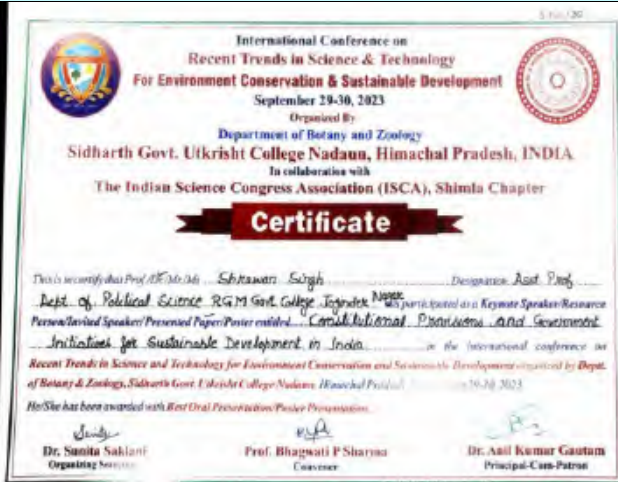 International Conference on
Recent Trends in Science & Technology
For Environment Conservation & Sustainable Development
September 29-30, 2023
Organized By
Department of Botany and Zoology
Sidharth Govt. Utkrisht College Nadaun, Himachal Pradesh, INDIA
In collaboration with
The Indian Science Congress Association (ISCA), Shimla Chapter
Certificate
This is to certify that Prof./Dr./Mr./Ms. Shrawan Singh Designation Asst. Prof.
Dept. of Political Science RGM Govt College Joginder Nagar has participated as a Keynote Speaker/Resource
Person/Invited Speaker/Presented Paper/Poster entitled Constitutional Provisions and Government
Initiatives for Sustainable Development in India in the international conference on
Recent Trends in Science and Technology for Environment Conservation and Sustainable Development organized by Deptt.
of Botany & Zoology, Sidharth Govt. Utkrisht College Nadaun, Himachal Pradesh 29-30, 2023.
He/She has been awarded with Best Oral Presentation/Poster Presentation.
Dr. Sunita Saklani Prof. Bhagwati P Sharma Dr. Anil Kumar Gautam
Organizing Convener Principal-Cum-Patron